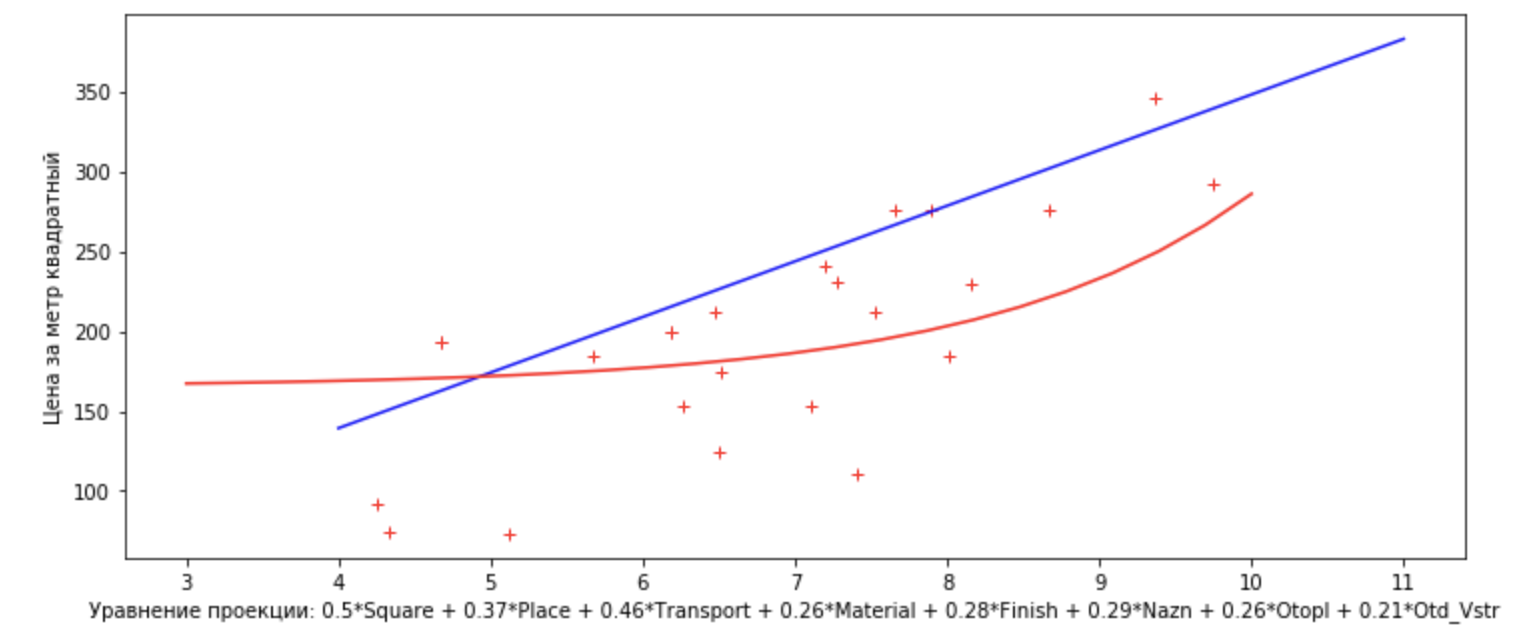 Цена за метр квадратный
350
300
250
200
150
100
3 4 5 6 7 8 9 10 11
Уравнение проекции: 0.5*Square + 0.37*Place + 0.46*Transport + 0.26*Material + 0.28*Finish + 0.29*Nazn + 0.26*Otopl + 0.21*Otd_Vstr